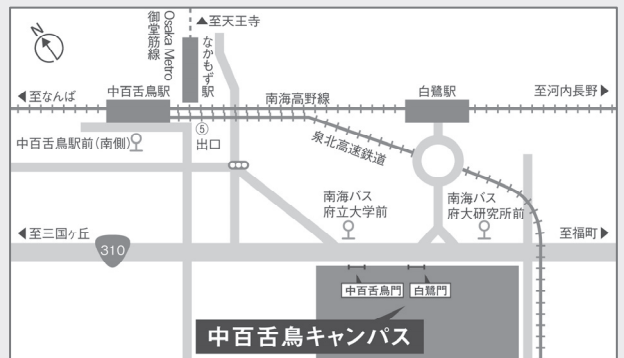 N
▲至天王寺
Osaka Metro
御堂筋線
なかもず駅
◀至なんば
中百舌鳥駅
南海高野線
白鷺駅
至河内長野▶
⑤
出口
中百舌鳥駅前(南側)
泉北高速鉄道
南海バス
府立大学前
南海バス
府大研究所前
◀至三国ヶ丘
310
至福町▶
中百舌鳥門
白鷺門
中百舌鳥キャンパス